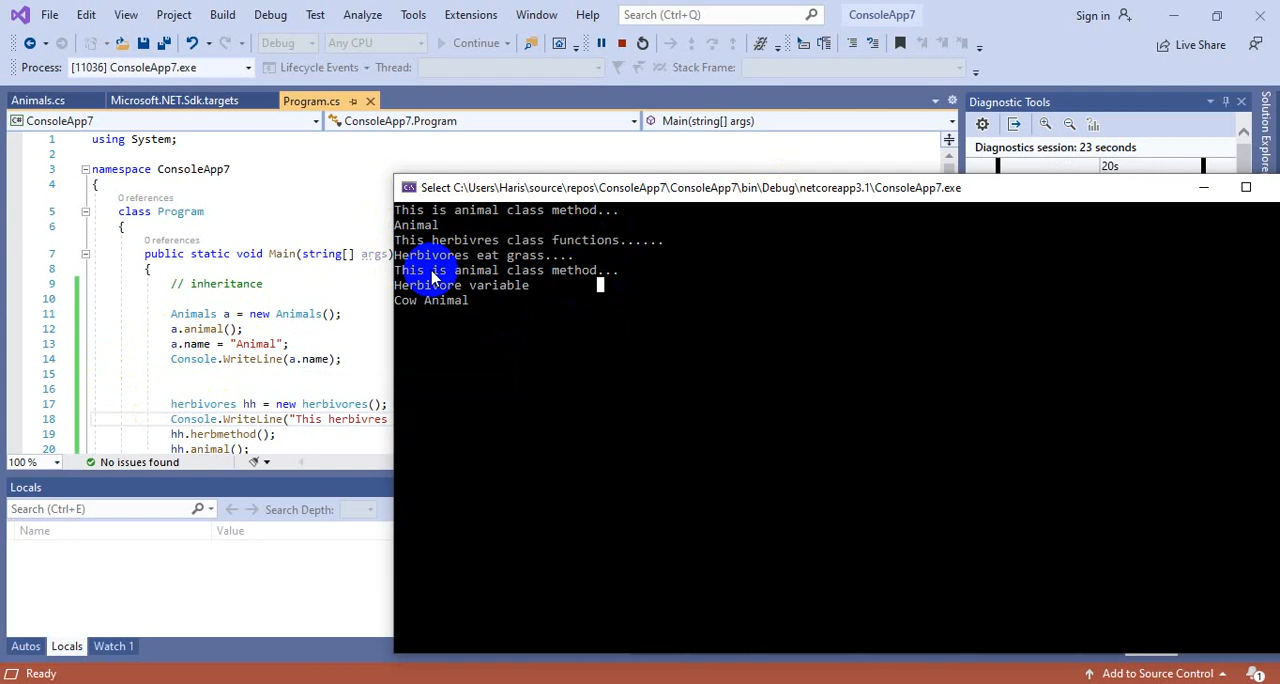 File Edit View Project Build Debug Test Analyze Tools Extensions Window Help Search (Ctrl+Q) ConsoleApp7 Sign in
Debug Any CPU Continue Live Share
Process: [11036] ConsoleApp7.exe Lifecycle Events Thread: Stack Frame:
Animals.cs Microsoft.NET.Sdk.targets Program.cs
ConsoleApp7 ConsoleApp7.Program Main(string[] args)
1 using System;
2
3 namespace ConsoleApp7
4 {
0 references
5 class Program
6 {
0 references
7 public static void Main(string[] args)
8 {
9 // inheritance
10
11 Animals a = new Animals();
12 a.animal();
13 a.name = "Animal";
14 Console.WriteLine(a.name);
15
16
17 herbivores hh = new herbivores();
18 Console.WriteLine("This herbivres
19 hh.herbmethod();
20 hh.animal();
100 % No issues found
Diagnostic Tools
Diagnostics session: 23 seconds
20s
Solution Explorer
Select C:\Users\Haris\source\repos\ConsoleApp7\ConsoleApp7\bin\Debug\netcoreapp3.1\ConsoleApp7.exe
This is animal class method...
Animal
This herbivres class functions......
Herbivores eat grass....
This is animal class method...
Herbivore variable
Cow Animal
Locals
Search (Ctrl+E) Search Depth:
Name Value
Autos Locals Watch 1
Ready Add to Source Control 1